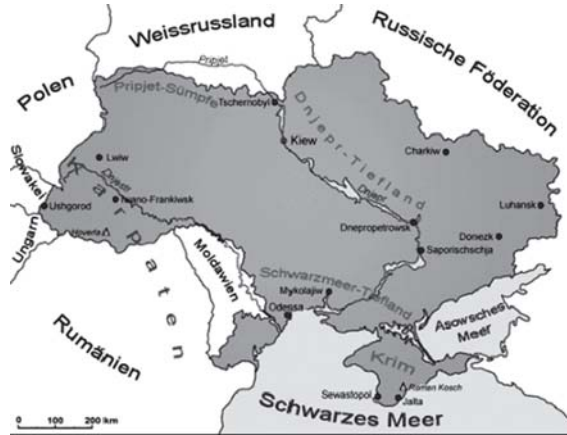 Weissrussland
Russische Föderation
Polen
Pripjet
Pripjet-Sümpfe
Tschernobyl
Dnjepr-Tiefland
Kiew
Charkiw
Lwiw
Slowakei
Karpaten
Dnjestr
Iwano-Frankiwsk
Dnjepr
Luhansk
Ushgorod
Dnepropetrowsk
Donezk
Ungarn
Hoverla
Saporischschja
Moldawien
Schwarzmeer-Tiefland
Mykolajiw
Odessa
Asowsches
Meer
Rumänien
Krim
Roman Kosch
Sewastopol
Jalta
Schwarzes Meer
0 100 200 km